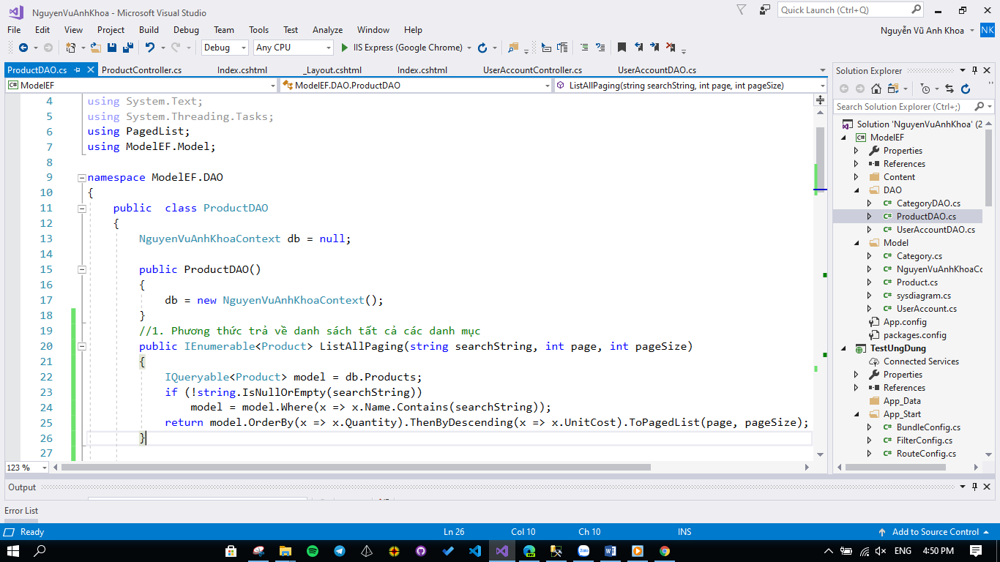 NguyenVuAnhKhoa - Microsoft Visual Studio
Quick Launch (Ctrl+Q)
File Edit View Project Build Debug Team Tools Test Analyze Window Help
Nguyễn Vũ Anh Khoa NK
Debug Any CPU IIS Express (Google Chrome)
ProductDAO.cs ProductController.cs Index.cshtml _Layout.cshtml Index.cshtml UserAccountController.cs UserAccountDAO.cs
C# ModelEF ModelEF.DAO.ProductDAO ListAllPaging(string searchString, int page, int pageSize)
4 using System.Text;
5 using System.Threading.Tasks;
6 using PagedList;
7 using ModelEF.Model;
8
9 namespace ModelEF.DAO
10 {
11 public  class ProductDAO
12 {
13 NguyenVuAnhKhoaContext db = null;
14
15 public ProductDAO()
16 {
17 db = new NguyenVuAnhKhoaContext();
18 }
19 //1. Phương thức trả về danh sách tất cả các danh mục
20 public IEnumerable<Product> ListAllPaging(string searchString, int page, int pageSize)
21 {
22 IQueryable<Product> model = db.Products;
23 if (!string.IsNullOrEmpty(searchString))
24 model = model.Where(x => x.Name.Contains(searchString));
25 return model.OrderBy(x => x.Quantity).ThenByDescending(x => x.UnitCost).ToPagedList(page, pageSize);
26 }
27
123 %
Solution Explorer
Search Solution Explorer (Ctrl+;)
Solution 'NguyenVuAnhKhoa' (2
C# ModelEF
Properties
References
Content
DAO
C# CategoryDAO.cs
C# ProductDAO.cs
C# UserAccountDAO.cs
Model
C# Category.cs
C# NguyenVuAnhKhoaCo
C# Product.cs
C# sysdiagram.cs
C# UserAccount.cs
App.config
packages.config
TestUngDung
Connected Services
Properties
References
App_Data
App_Start
C# BundleConfig.cs
C# FilterConfig.cs
C# RouteConfig.cs
Output
Error List
Ready Ln 26 Col 10 Ch 10 INS Add to Source Control
ENG 4:50 PM